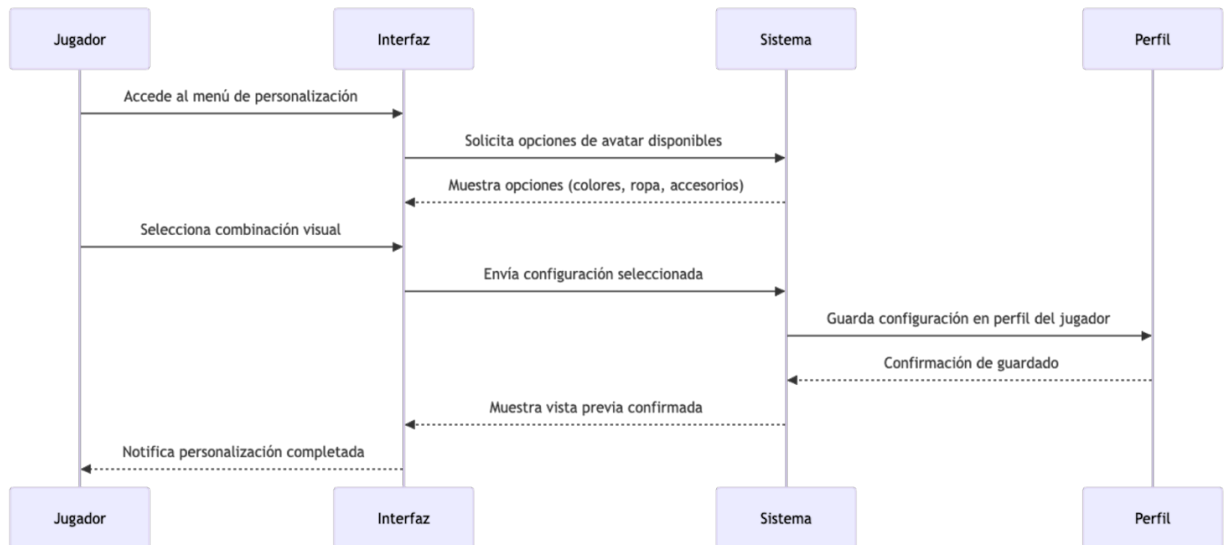 Jugador
Interfaz
Sistema
Perfil
Accede al menú de personalización
Solicita opciones de avatar disponibles
Muestra opciones (colores, ropa, accesorios)
Selecciona combinación visual
Envía configuración seleccionada
Guarda configuración en perfil del jugador
Confirmación de guardado
Muestra vista previa confirmada
Notifica personalización completada
Jugador
Interfaz
Sistema
Perfil